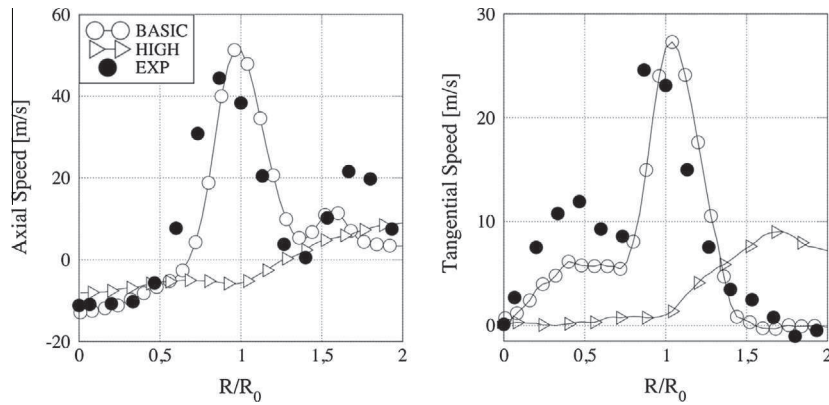 BASIC
HIGH
EXP
Axial Speed [m/s]
60
40
20
0
-20
0
0,5
1
1,5
2
R/R0
Tangential Speed [m/s]
30
20
10
0
0
0,5
1
1,5
2
R/R0